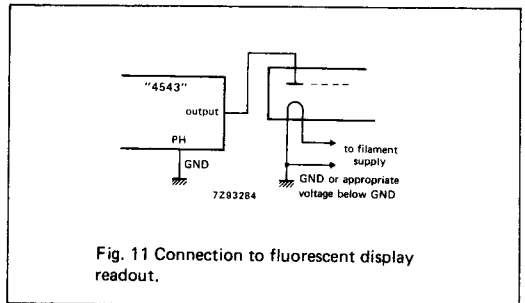 "4543"
output
PH
GND
7Z93284
to filament
supply
GND or appropriate
voltage below GND
Fig. 11 Connection to fluorescent display
readout.